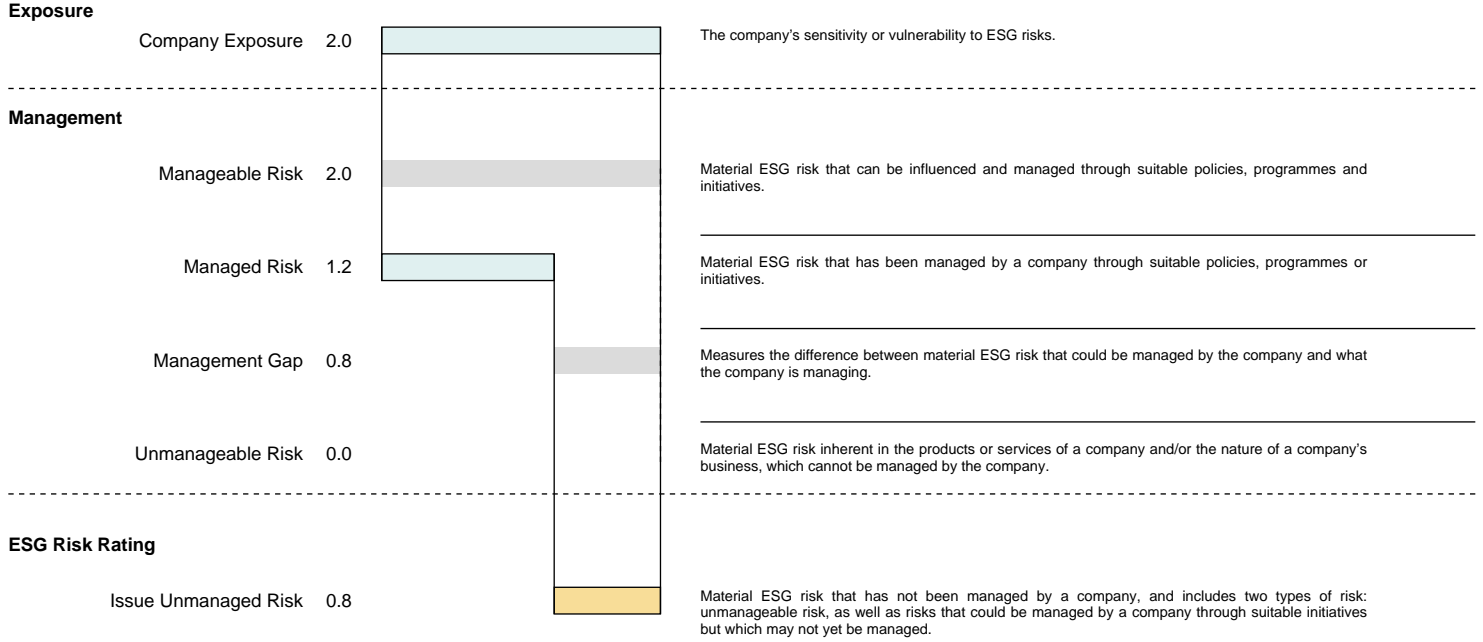 Exposure
Company Exposure 2.0
The company's sensitivity or vulnerability to ESG risks.
Management
Manageable Risk 2.0
Material ESG risk that can be influenced and managed through suitable policies, programmes and
initiatives.
Managed Risk 1.2
Material ESG risk that has been managed by a company through suitable policies, programmes or
initiatives.
Management Gap 0.8
Measures the difference between material ESG risk that could be managed by the company and what
the company is managing.
Unmanageable Risk 0.0
Material ESG risk inherent in the products or services of a company and/or the nature of a company's
business, which cannot be managed by the company.
ESG Risk Rating
Issue Unmanaged Risk 0.8
Material ESG risk that has not been managed by a company, and includes two types of risk:
unmanageable risk, as well as risks that could be managed by a company through suitable initiatives
but which may not yet be managed.